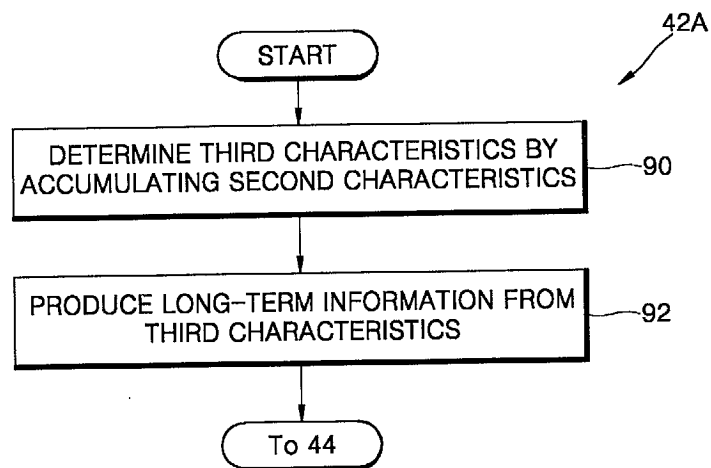 42A
START
DETERMINE THIRD CHARACTERISTICS BY
ACCUMULATING SECOND CHARACTERISTICS
90
PRODUCE LONG-TERM INFORMATION FROM
THIRD CHARACTERISTICS
92
To 44